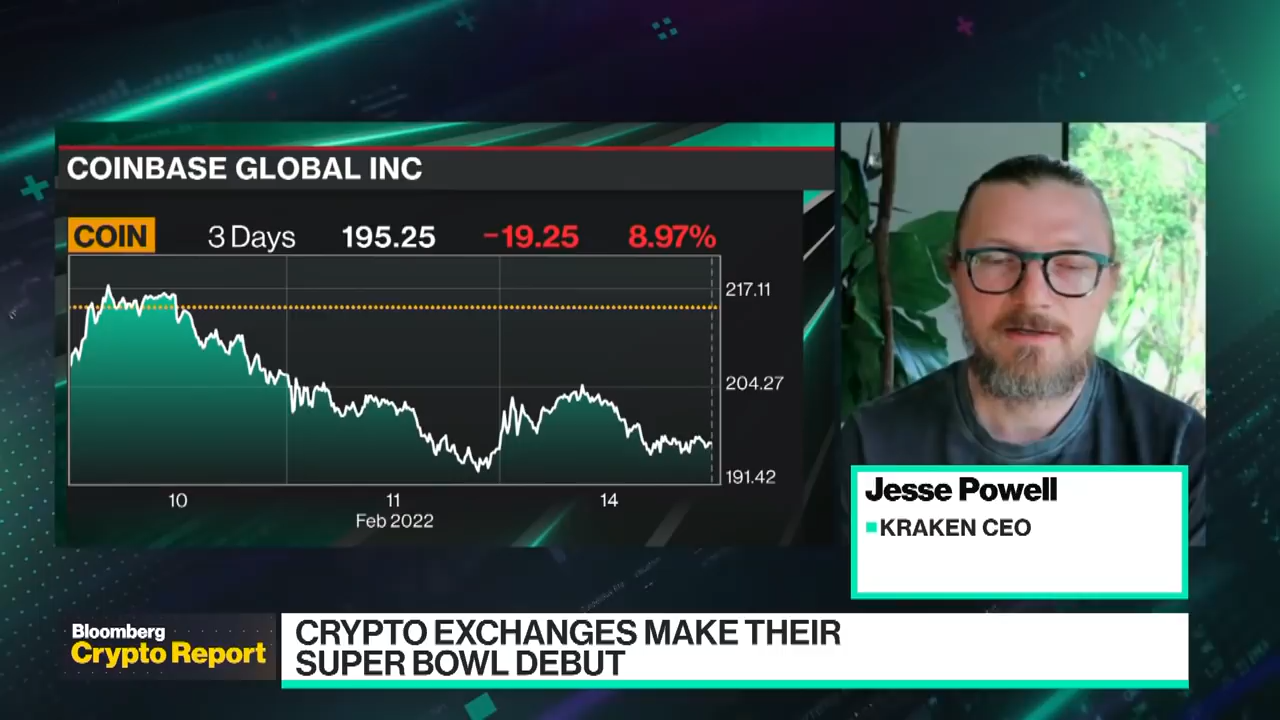 COINBASE GLOBAL INC
COIN 3 Days 195.25 -19.25 8.97%
217.11
204.27
191.42
10 11 14
Feb 2022
Jesse Powell
KRAKEN CEO
Bloomberg
Crypto Report
CRYPTO EXCHANGES MAKE THEIR
SUPER BOWL DEBUT